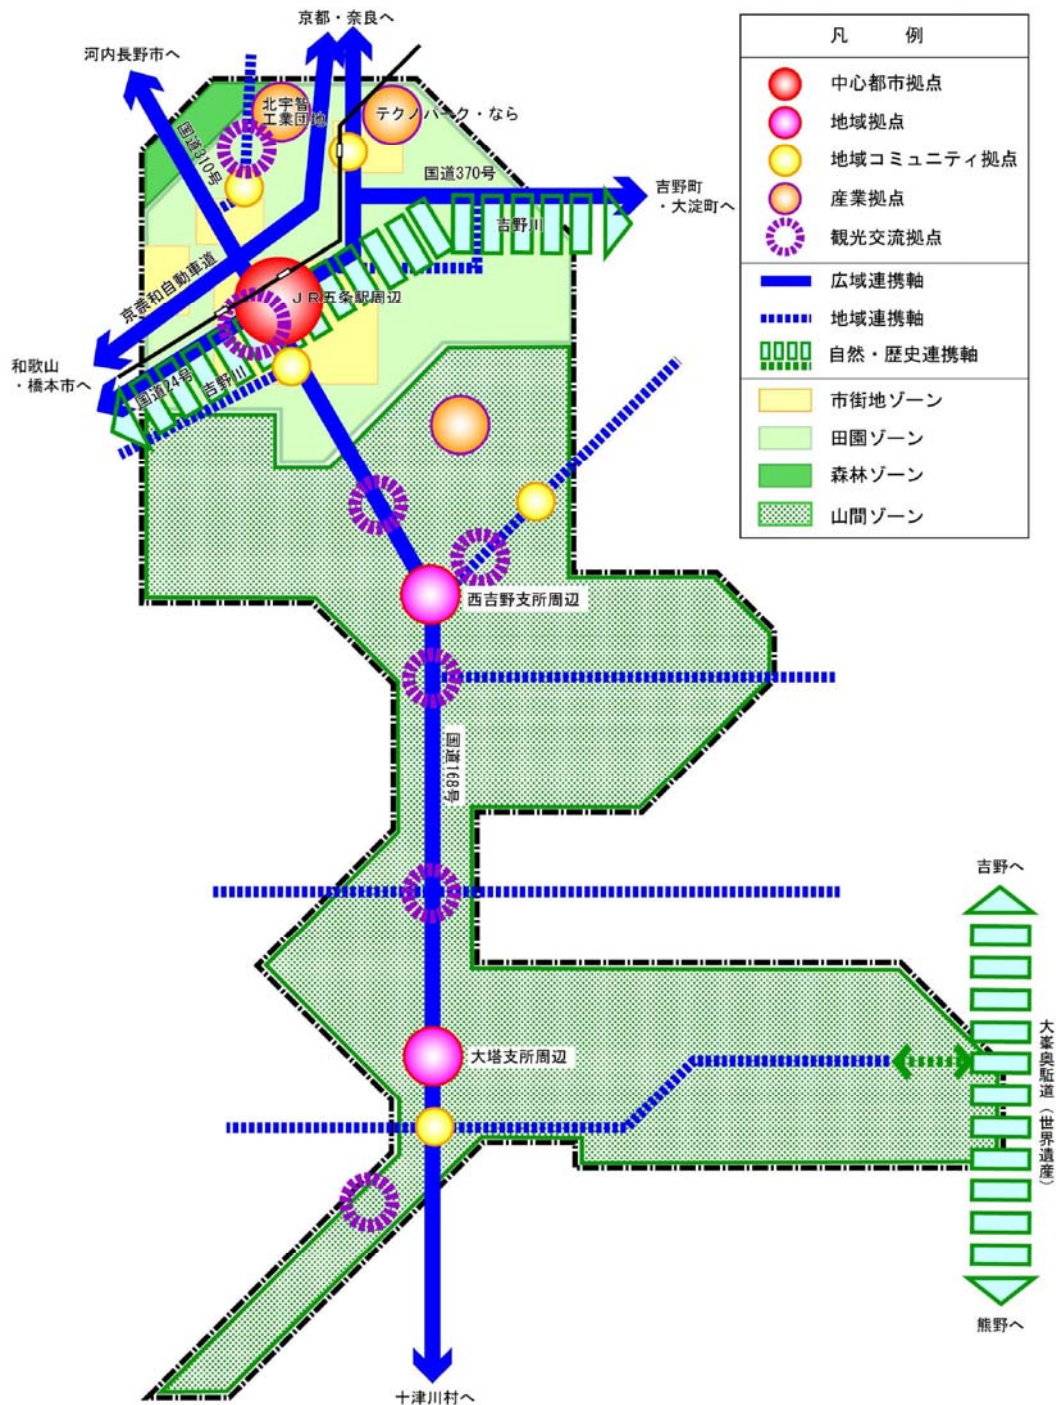 京都・奈良へ
河内長野市へ
北宇智
工業団地
テクノパーク・なら
国道310号
国道370号
吉野町
・大淀町へ
吉野川
京奈和自動車道
JR五条駅周辺
和歌山
・橋本市へ
国道24号
吉野川
西吉野支所周辺
国道168号
大塔支所周辺
十津川村へ
吉野へ
大峯奥駈道(世界遺産)
熊野へ
凡 例
中心都市拠点
地域拠点
地域コミュニティ拠点
産業拠点
観光交流拠点
広域連携軸
地域連携軸
自然・歴史連携軸
市街地ゾーン
田園ゾーン
森林ゾーン
山間ゾーン